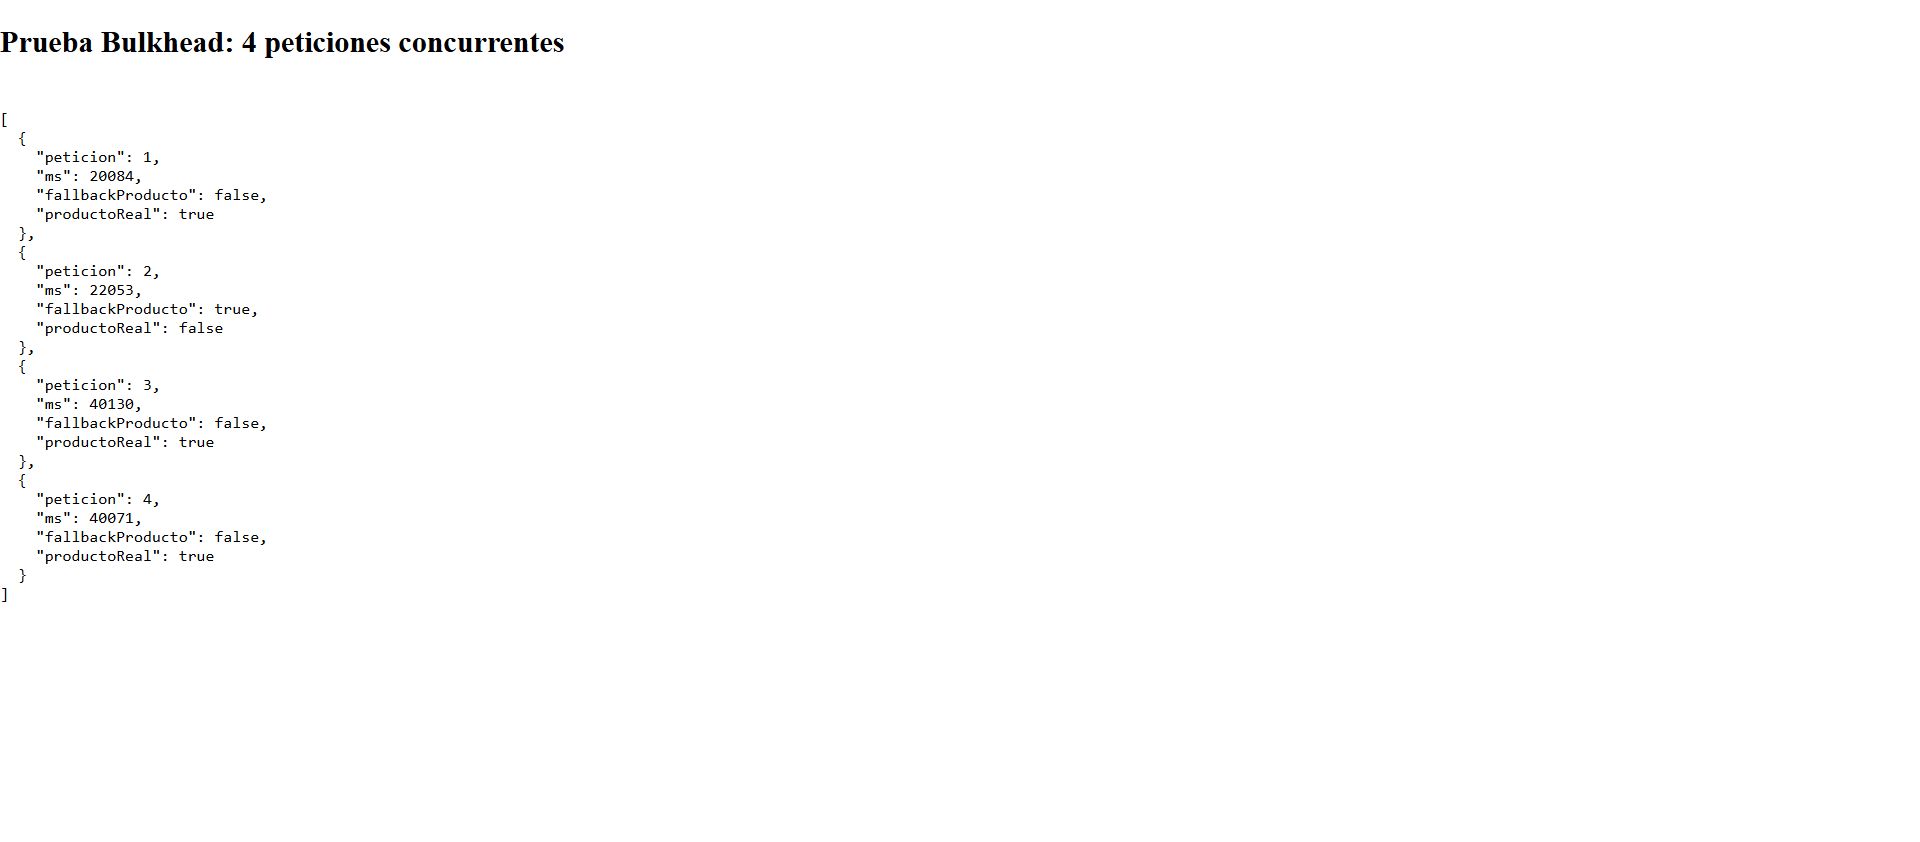 Prueba Bulkhead: 4 peticiones concurrentes
[
  {
    "peticion": 1,
    "ms": 20084,
    "fallbackProducto": false,
    "productoReal": true
  },
  {
    "peticion": 2,
    "ms": 22053,
    "fallbackProducto": true,
    "productoReal": false
  },
  {
    "peticion": 3,
    "ms": 40130,
    "fallbackProducto": false,
    "productoReal": true
  },
  {
    "peticion": 4,
    "ms": 40071,
    "fallbackProducto": false,
    "productoReal": true
  }
]